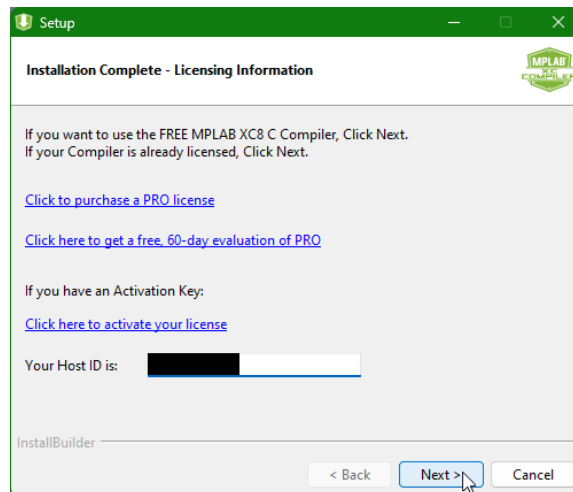 Setup
Installation Complete - Licensing Information
MPLAB
XC
COMPILER
If you want to use the FREE MPLAB XC8 C Compiler, Click Next.
If your Compiler is already licensed, Click Next.
Click to purchase a PRO license
Click here to get a free, 60-day evaluation of PRO
If you have an Activation Key:
Click here to activate your license
Your Host ID is:
InstallBuilder
< Back
Next >
Cancel